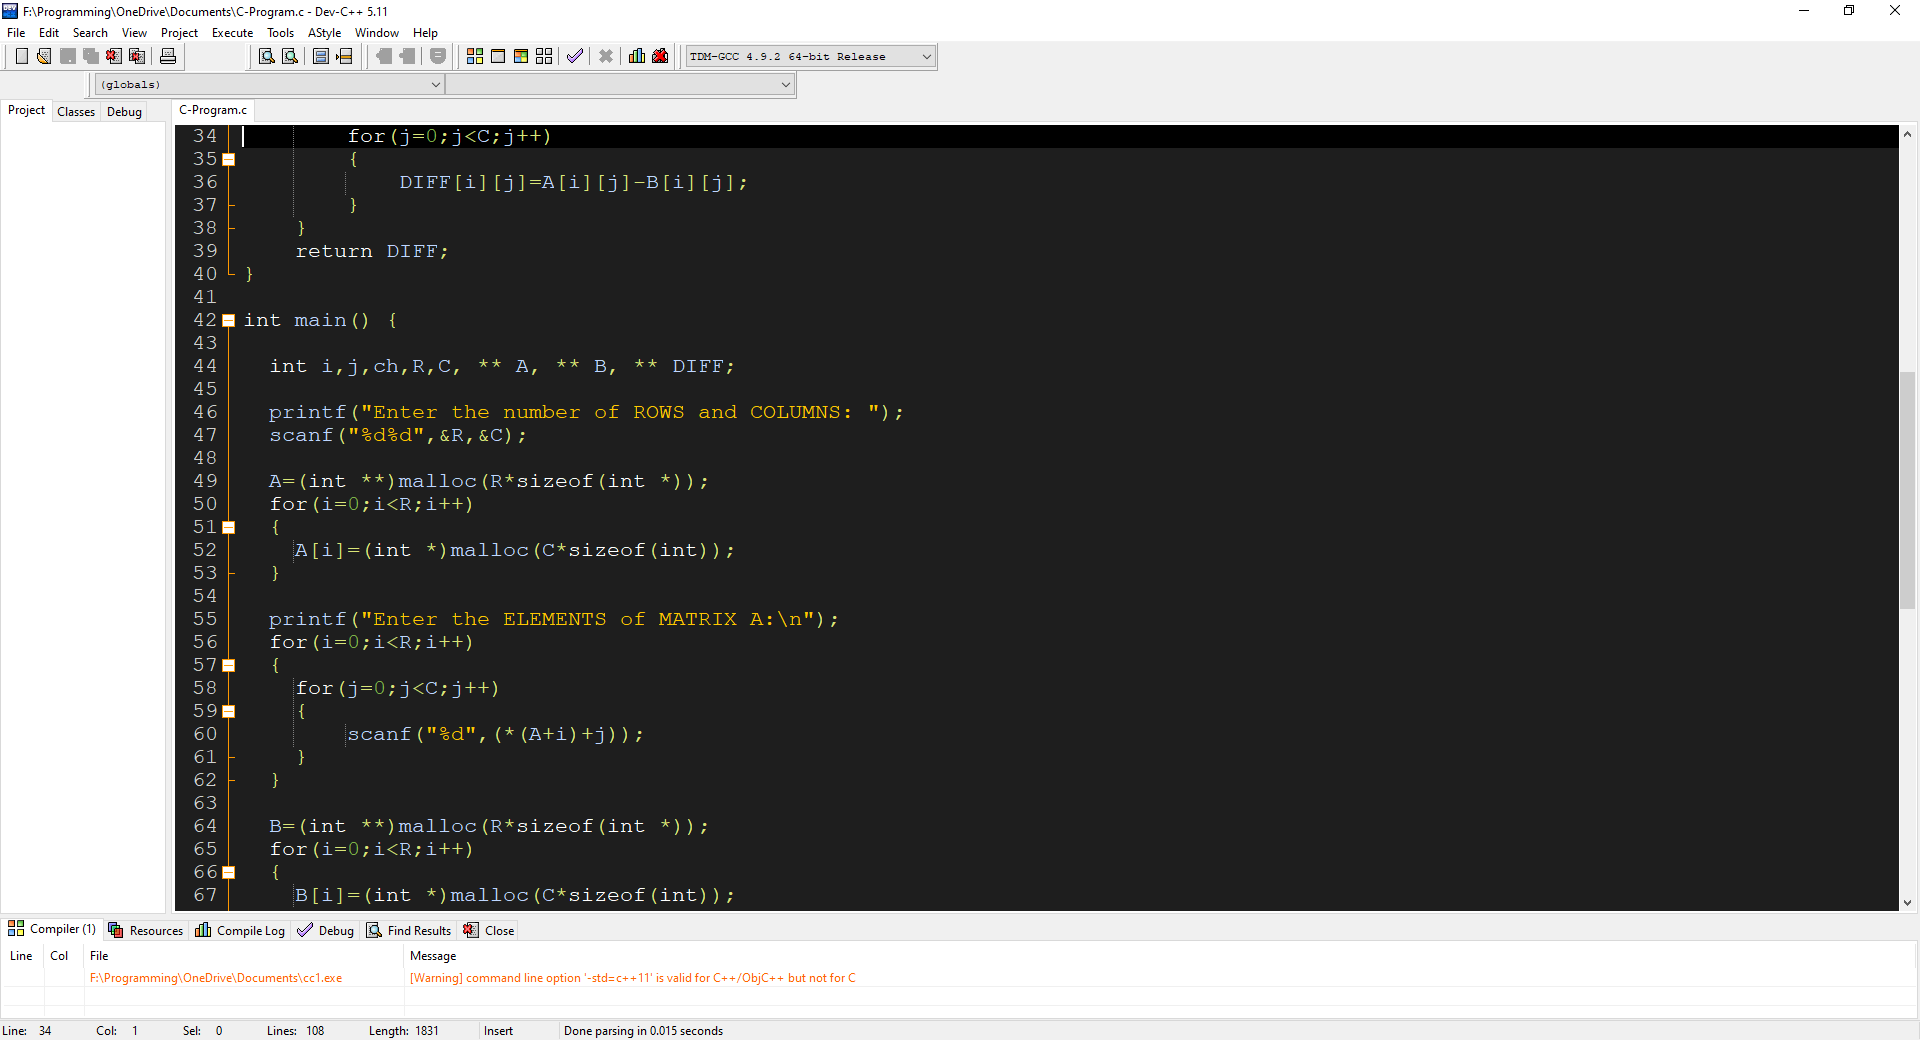 F:\Programming\OneDrive\Documents\C-Program.c - Dev-C++ 5.11
File Edit Search View Project Execute Tools AStyle Window Help
TDM-GCC 4.9.2 64-bit Release
(globals)
Project Classes Debug C-Program.c
34 for(j=0;j<C;j++)
35 {
36 DIFF[i][j]=A[i][j]-B[i][j];
37 }
38 }
39 return DIFF;
40 }
41
42 int main() {
43
44 int i,j,ch,R,C, ** A, ** B, ** DIFF;
45
46 printf("Enter the number of ROWS and COLUMNS: ");
47 scanf("%d%d",&R,&C);
48
49 A=(int **)malloc(R*sizeof(int *));
50 for(i=0;i<R;i++)
51 {
52 A[i]=(int *)malloc(C*sizeof(int));
53 }
54
55 printf("Enter the ELEMENTS of MATRIX A:\n");
56 for(i=0;i<R;i++)
57 {
58 for(j=0;j<C;j++)
59 {
60 scanf("%d",(*(A+i)+j));
61 }
62 }
63
64 B=(int **)malloc(R*sizeof(int *));
65 for(i=0;i<R;i++)
66 {
67 B[i]=(int *)malloc(C*sizeof(int));
Compiler (1) Resources Compile Log Debug Find Results Close
Line Col File Message
F:\Programming\OneDrive\Documents\cc1.exe [Warning] command line option '-std=c++11' is valid for C++/ObjC++ but not for C
Line: 34 Col: 1 Sel: 0 Lines: 108 Length: 1831 Insert Done parsing in 0.015 seconds